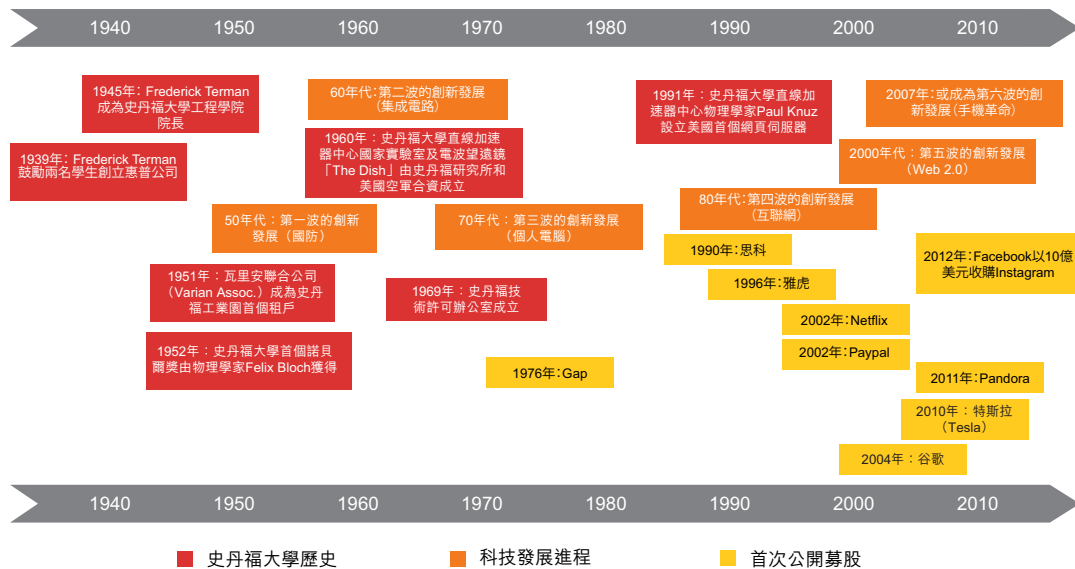 1940 1950 1960 1970 1980 1990 2000 2010
1945年：Frederick Terman
成為史丹福大學工程學院
院長
60年代：第二波的創新發展
(集成電路)
1991年：史丹福大學直線加
速器中心物理學家Paul Knuz
設立美國首個網頁伺服器
2007年：或成為第六波的創
新發展(手機革命)
1939年：Frederick Terman
鼓勵兩名學生創立惠普公司
1960年：史丹福大學直線加速
器中心國家實驗室及電波望遠鏡
「The Dish」由史丹福研究所和
美國空軍合資成立
2000年代：第五波的創新發展
(Web 2.0)
50年代：第一波的創新
發展（國防）
70年代：第三波的創新發展
（個人電腦）
80年代：第四波的創新發展
（互聯網）
1990年：思科
2012年：Facebook以10億
美元收購Instagram
1951年：瓦里安聯合公司
（Varian Assoc.）成為史丹
福工業園首個租戶
1969年：史丹福技
術許可辦公室成立
1996年：雅虎
2002年：Netflix
1952年：史丹福大學首個諾貝
爾獎由物理學家Felix Bloch獲得
2002年：Paypal
1976年：Gap
2011年：Pandora
2010年：特斯拉
（Tesla）
2004年：谷歌
1940 1950 1960 1970 1980 1990 2000 2010
史丹福大學歷史 科技發展進程 首次公開募股